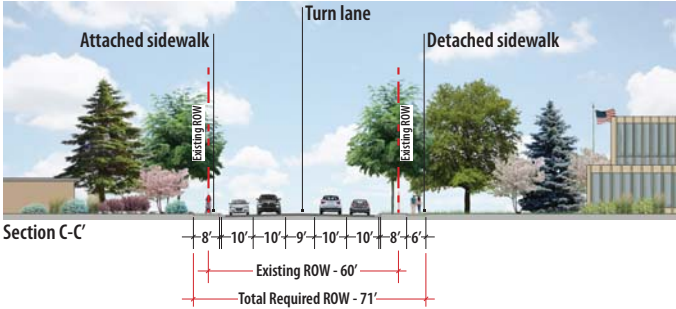 Turn lane
Attached sidewalk
Detached sidewalk
Existing ROW
Existing ROW
Section C-C’
8’ 10’ 10’ 9’ 10’ 10’ 8’ 6’
Existing ROW - 60’
Total Required ROW - 71’